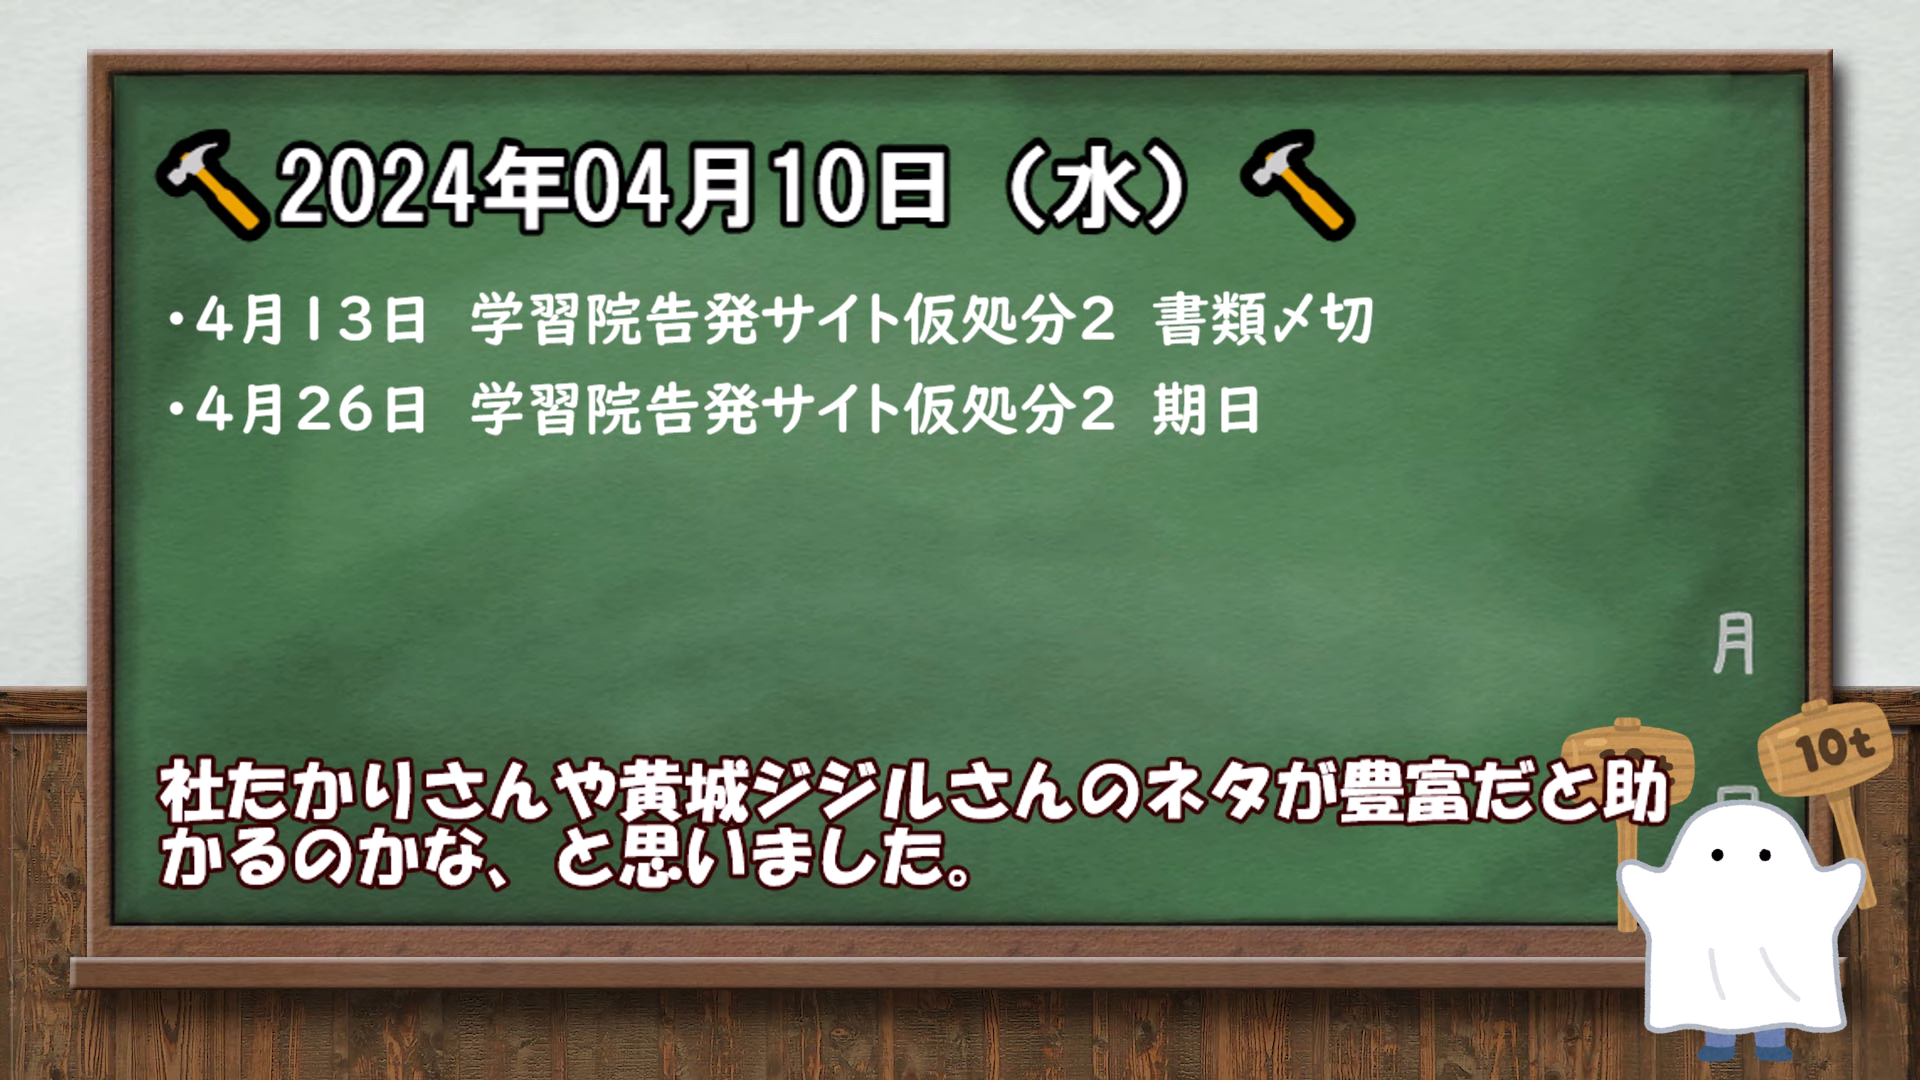 2024年04月10日（水）
・4月13日 学習院告発サイト仮処分2 書類〆切
・4月26日 学習院告発サイト仮処分2 期日
月
10t
社たかりさんや黄城ジジルさんのネタが豊富だと助
かるのかな、と思いました。